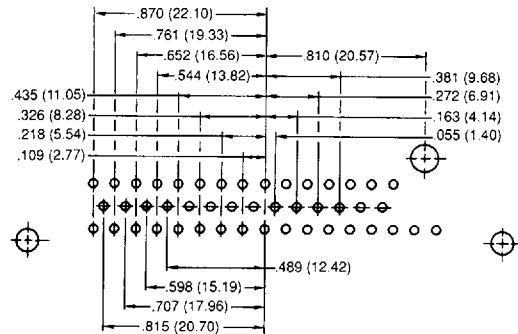 .870 (22.10)
.761 (19.33)
.652 (16.56) .810 (20.57)
.544 (13.82) .381 (9.68)
.435 (11.05) .272 (6.91)
.326 (8.28) .163 (4.14)
.218 (5.54) .055 (1.40)
.109 (2.77)
.489 (12.42)
.598 (15.19)
.707 (17.96)
.815 (20.70)